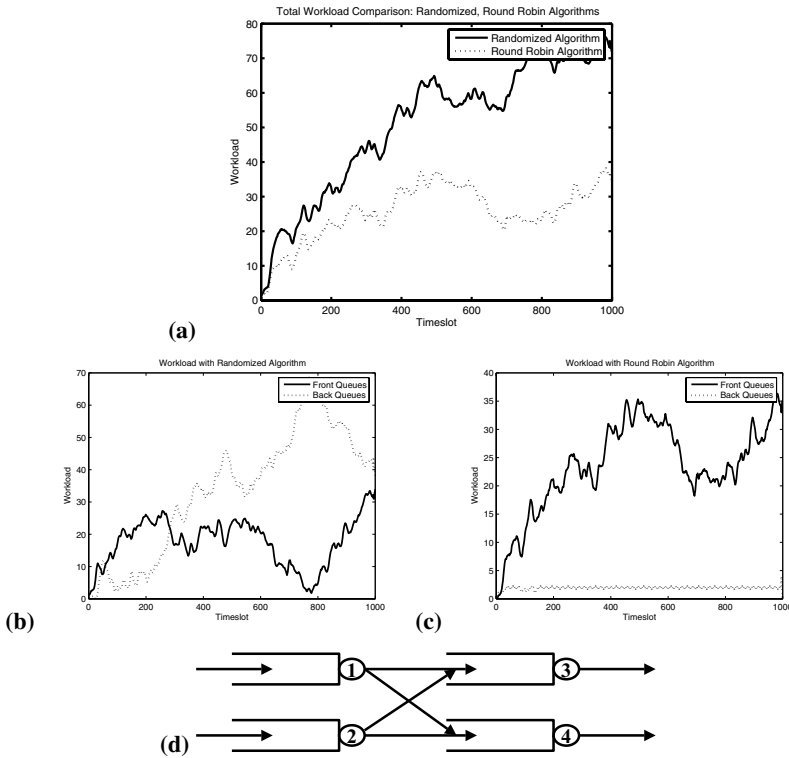 Total Workload Comparison: Randomized, Round Robin Algorithms
80
70
60
50
40
30
20
10
0
Workload
Randomized Algorithm
Round Robin Algorithm
0 200 400 600 800 1000
Timeslot
(a)
Workload with Randomized Algorithm
70
60
50
40
30
20
10
0
Workload
Front Queues
Back Queues
0 200 400 600 800 1000
Timeslot
(b)
Workload with Round Robin Algorithm
40
35
30
25
20
15
10
5
0
Workload
Front Queues
Back Queues
0 200 400 600 800 1000
Timeslot
(c)
1 3
2 4
(d)